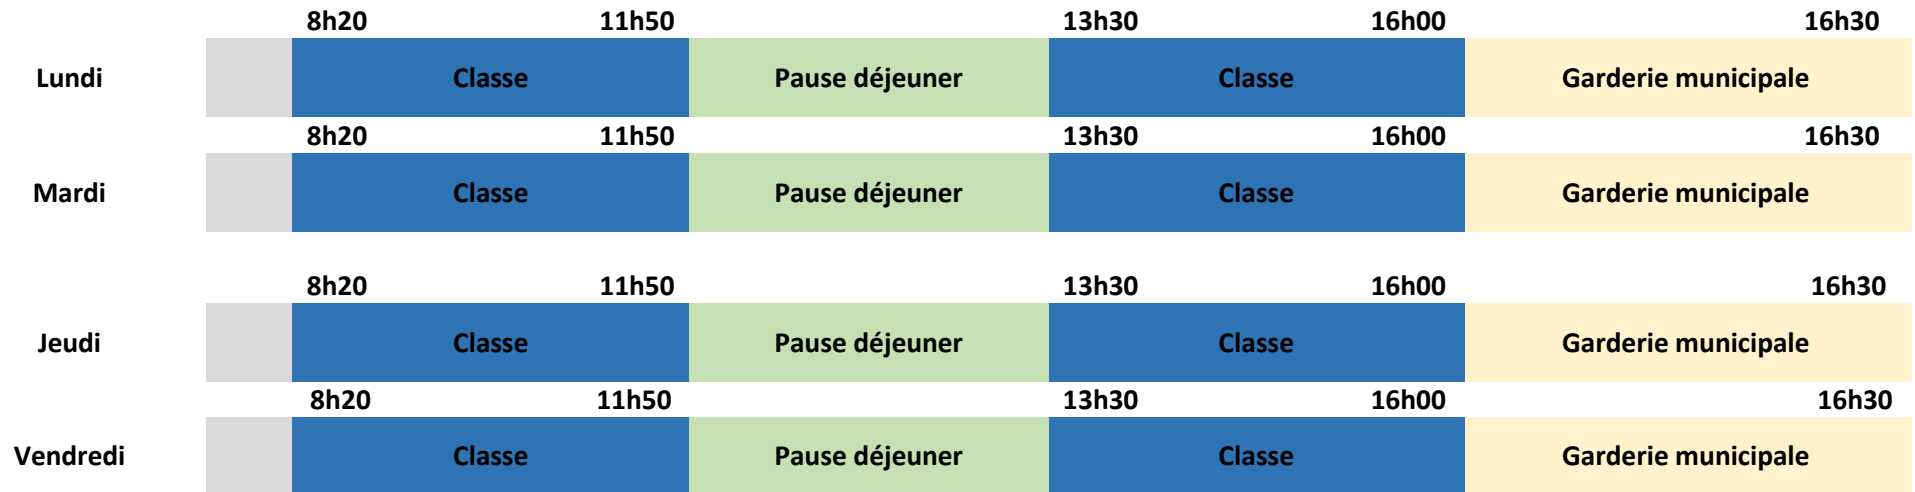 8h20 11h50 13h30 16h00 16h30
Lundi Classe Pause déjeuner Classe Garderie municipale
8h20 11h50 13h30 16h00 16h30
Mardi Classe Pause déjeuner Classe Garderie municipale
8h20 11h50 13h30 16h00 16h30
Jeudi Classe Pause déjeuner Classe Garderie municipale
8h20 11h50 13h30 16h00 16h30
Vendredi Classe Pause déjeuner Classe Garderie municipale